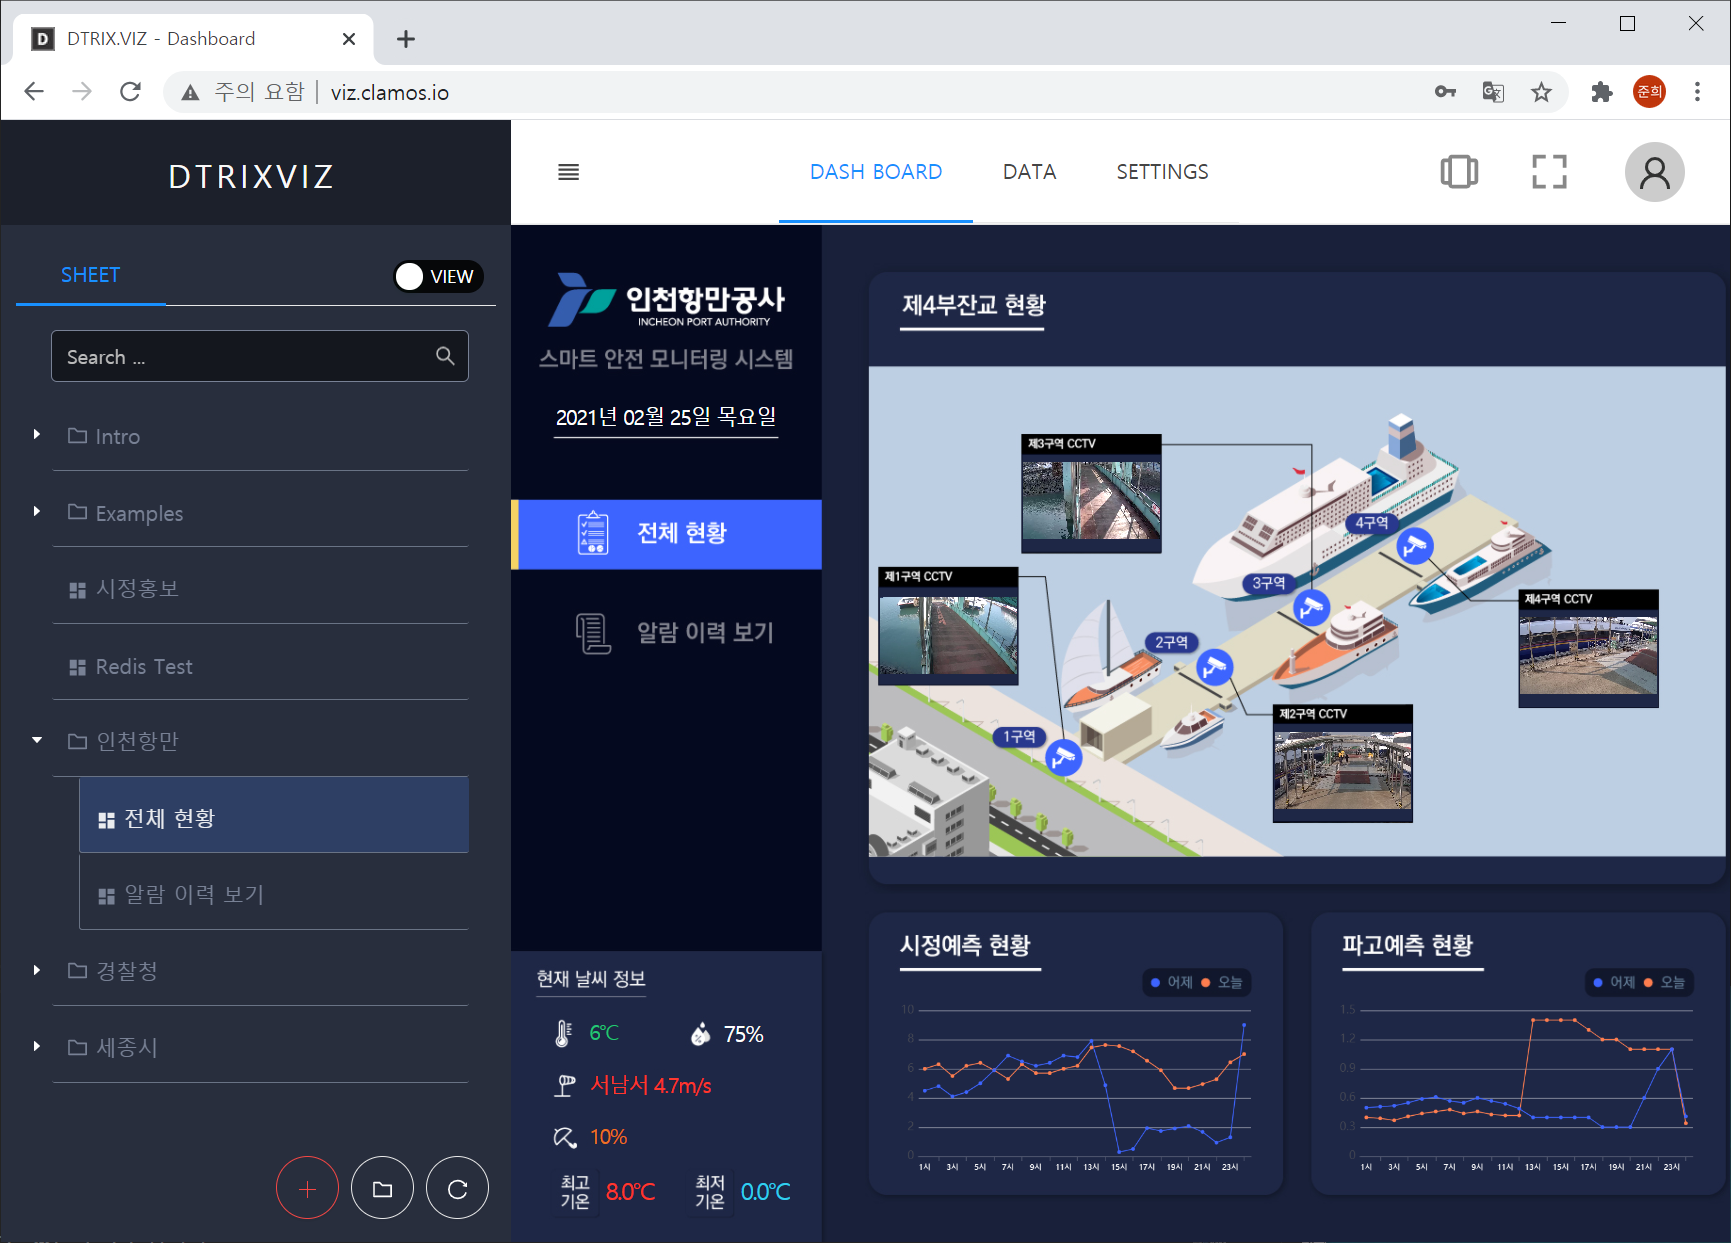 D DTRIX.VIZ - Dashboard
주의 요함 | viz.clamos.io
준희
DTRIXVIZ
DASH BOARD
DATA
SETTINGS
SHEET
VIEW
Search ...
Intro
Examples
시정홍보
Redis Test
인천항만
전체 현황
알람 이력 보기
경찰청
세종시
인천항만공사
INCHEON PORT AUTHORITY
스마트 안전 모니터링 시스템
2021년 02월 25일 목요일
전체 현황
알람 이력 보기
현재 날씨 정보
6℃
75%
서남서 4.7m/s
10%
최고 기온 8.0℃
최저 기온 0.0℃
제4부잔교 현황
제3구역 CCTV
4구역
제1구역 CCTV
3구역
제4구역 CCTV
2구역
제2구역 CCTV
1구역
시정예측 현황
어제 오늘
10
8
6
4
2
0
1시 3시 5시 7시 9시 11시 13시 15시 17시 19시 21시 23시
파고예측 현황
어제 오늘
1.5
1.2
0.9
0.6
0.3
0
1시 3시 5시 7시 9시 11시 13시 15시 17시 19시 21시 23시